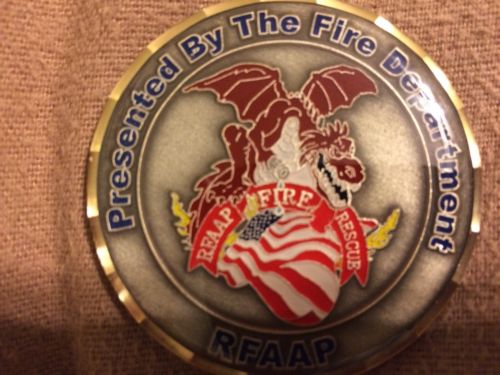 Presented By The Fire Department
RFAAP FIRE RESCUE
RFAAP